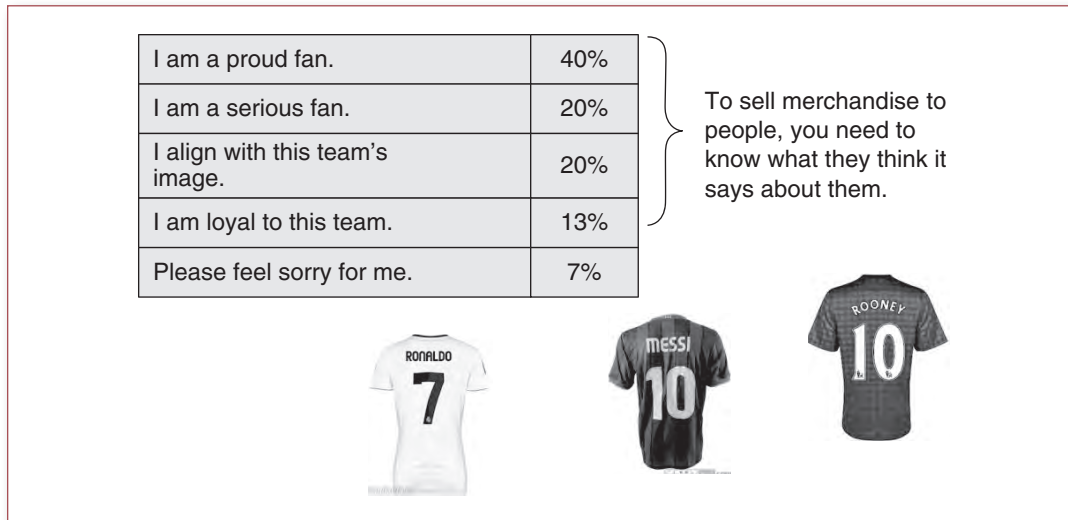 I am a proud fan. 40%
I am a serious fan. 20%
I align with this team's
image. 20%
I am loyal to this team. 13%
Please feel sorry for me. 7%
To sell merchandise to
people, you need to
know what they think it
says about them.
RONALDO
7
MESSI
10
ROONEY
10